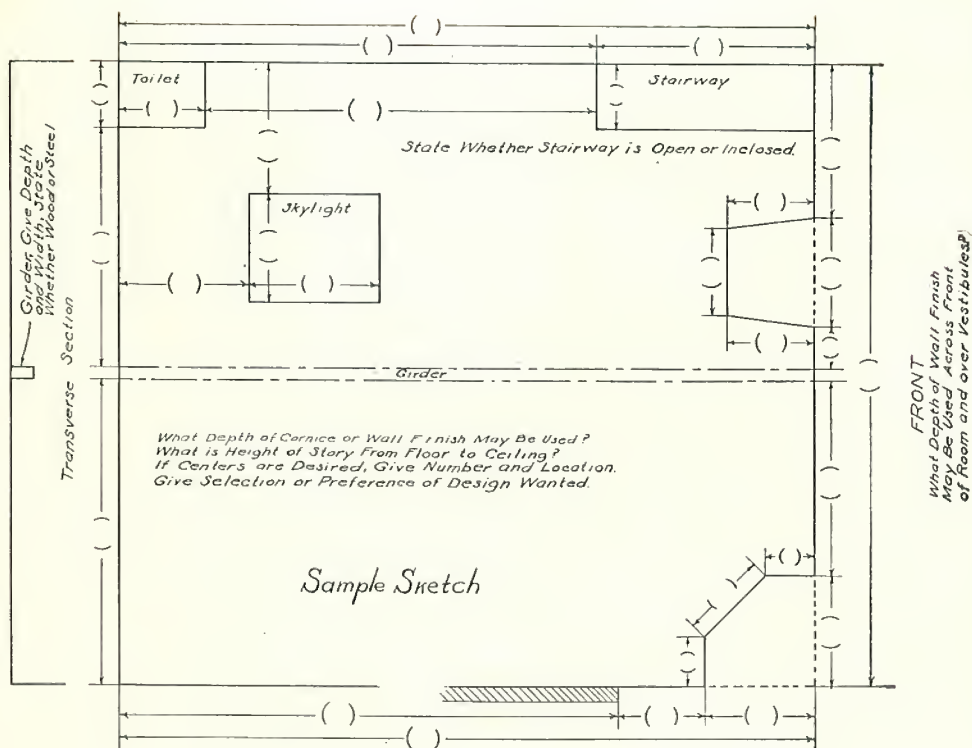 ( )
( ) ( )
Toilet Stairway
( ) ( ) ( ) ( )
( ) ( )
State Whether Stairway is Open or Inclosed.
Skylight ( )
( ) ( ) ( )
( ) ( )
( ) ( )
Girder, Give Depth
and Width, State
Whether Wood or Steel
Transverse Section
Girder
( ) ( )
FRONT
What Depth of Wall Finish
May Be Used Across Front
of Room and over Vestibules?
What Depth of Cornice or Wall Finish May Be Used?
What is Height of Story From Floor to Ceiling?
If Centers are Desired, Give Number and Location.
Give Selection or Preference of Design Wanted.
( ) ( )
( )
Sample Sketch
( ) ( ) ( )
( ) ( ) ( )
( )